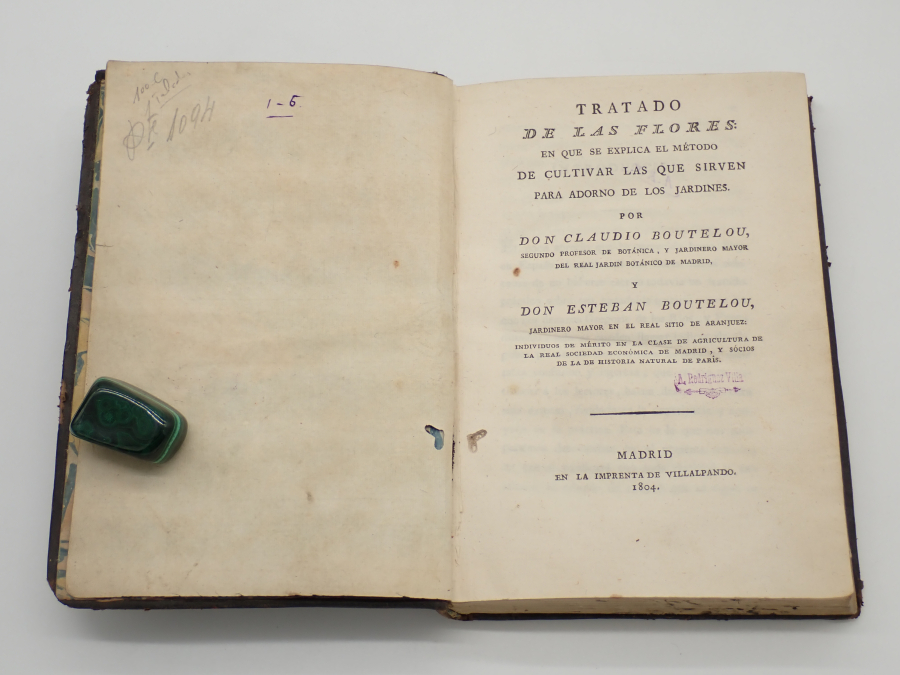 1-6
1094
TRATADO
DE LAS FLORES:
EN QUE SE EXPLICA EL MÉTODO
DE CULTIVAR LAS QUE SIRVEN
PARA ADORNO DE LOS JARDINES.
POR
DON CLAUDIO BOUTELOU,
SEGUNDO PROFESOR DE BOTÁNICA, Y JARDINERO MAYOR
DEL REAL JARDIN BOTÁNICO DE MADRID,
Y
DON ESTEBAN BOUTELOU,
JARDINERO MAYOR EN EL REAL SITIO DE ARANJUEZ:
INDIVIDUOS DE MÉRITO EN LA CLASE DE AGRICULTURA DE
LA REAL SOCIEDAD ECONÓMICA DE MADRID, Y SÓCIOS
DE LA DE HISTORIA NATURAL DE PARÍS.
A. Rodríguez Villa
MADRID
EN LA IMPRENTA DE VILLALPANDO.
1804.